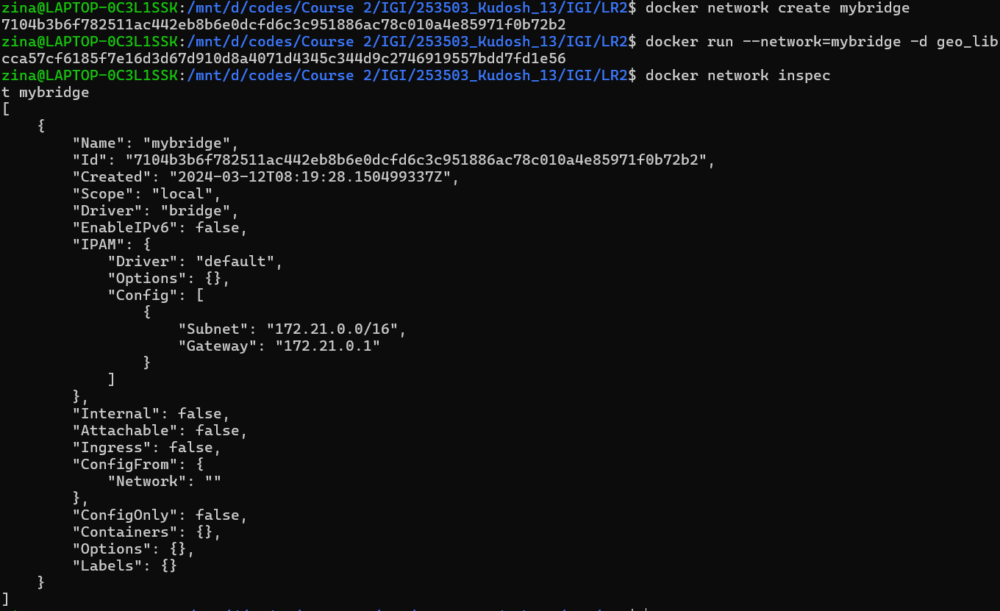 zina@LAPTOP-0C3L1SSK:/mnt/d/codes/Course 2/IGI/253503_Kudosh_13/IGI/LR2$ docker network create mybridge
7104b3b6f782511ac442eb8b6e0dcfd6c3c951886ac78c010a4e85971f0b72b2
zina@LAPTOP-0C3L1SSK:/mnt/d/codes/Course 2/IGI/253503_Kudosh_13/IGI/LR2$ docker run --network=mybridge -d geo_lib
cca57cf6185f7e16d3d67d910d8a4071d4345c344d9c2746919557bdd7fd1e56
zina@LAPTOP-0C3L1SSK:/mnt/d/codes/Course 2/IGI/253503_Kudosh_13/IGI/LR2$ docker network inspec
t mybridge
[
    {
        "Name": "mybridge",
        "Id": "7104b3b6f782511ac442eb8b6e0dcfd6c3c951886ac78c010a4e85971f0b72b2",
        "Created": "2024-03-12T08:19:28.150499337Z",
        "Scope": "local",
        "Driver": "bridge",
        "EnableIPv6": false,
        "IPAM": {
            "Driver": "default",
            "Options": {},
            "Config": [
                {
                    "Subnet": "172.21.0.0/16",
                    "Gateway": "172.21.0.1"
                }
            ]
        },
        "Internal": false,
        "Attachable": false,
        "Ingress": false,
        "ConfigFrom": {
            "Network": ""
        },
        "ConfigOnly": false,
        "Containers": {},
        "Options": {},
        "Labels": {}
    }
]